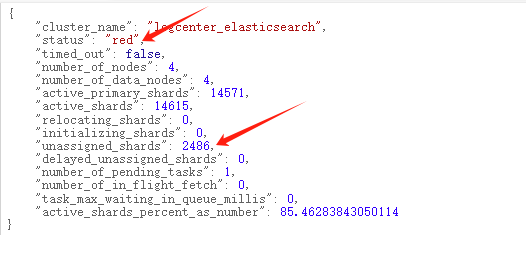 {
"cluster_name": "logcenter_elasticsearch",
"status": "red",
"timed_out": false,
"number_of_nodes": 4,
"number_of_data_nodes": 4,
"active_primary_shards": 14571,
"active_shards": 14615,
"relocating_shards": 0,
"initializing_shards": 0,
"unassigned_shards": 2486,
"delayed_unassigned_shards": 0,
"number_of_pending_tasks": 1,
"number_of_in_flight_fetch": 0,
"task_max_waiting_in_queue_millis": 0,
"active_shards_percent_as_number": 85.46283843050114
}